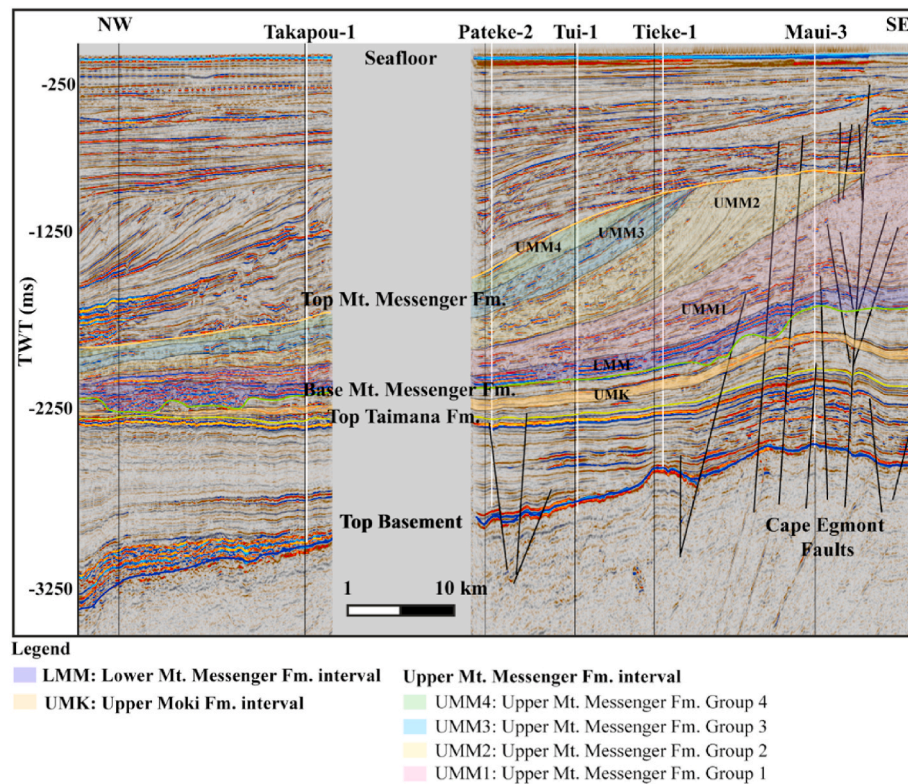 NW Takapou-1 Pateke-2 Tui-1 Tieke-1 Maui-3 SE
Seafloor
-250
-1250
-2250
-3250
TWT (ms)
UMM2
UMM3
UMM4
Top Mt. Messenger Fm.
UMM1
UMM
Base Mt. Messenger Fm.
UMK
Top Taimana Fm.
Top Basement
Cape Egmont
Faults
1 10 km
Legend
LMM: Lower Mt. Messenger Fm. interval
UMK: Upper Moki Fm. interval
Upper Mt. Messenger Fm. interval
UMM4: Upper Mt. Messenger Fm. Group 4
UMM3: Upper Mt. Messenger Fm. Group 3
UMM2: Upper Mt. Messenger Fm. Group 2
UMM1: Upper Mt. Messenger Fm. Group 1